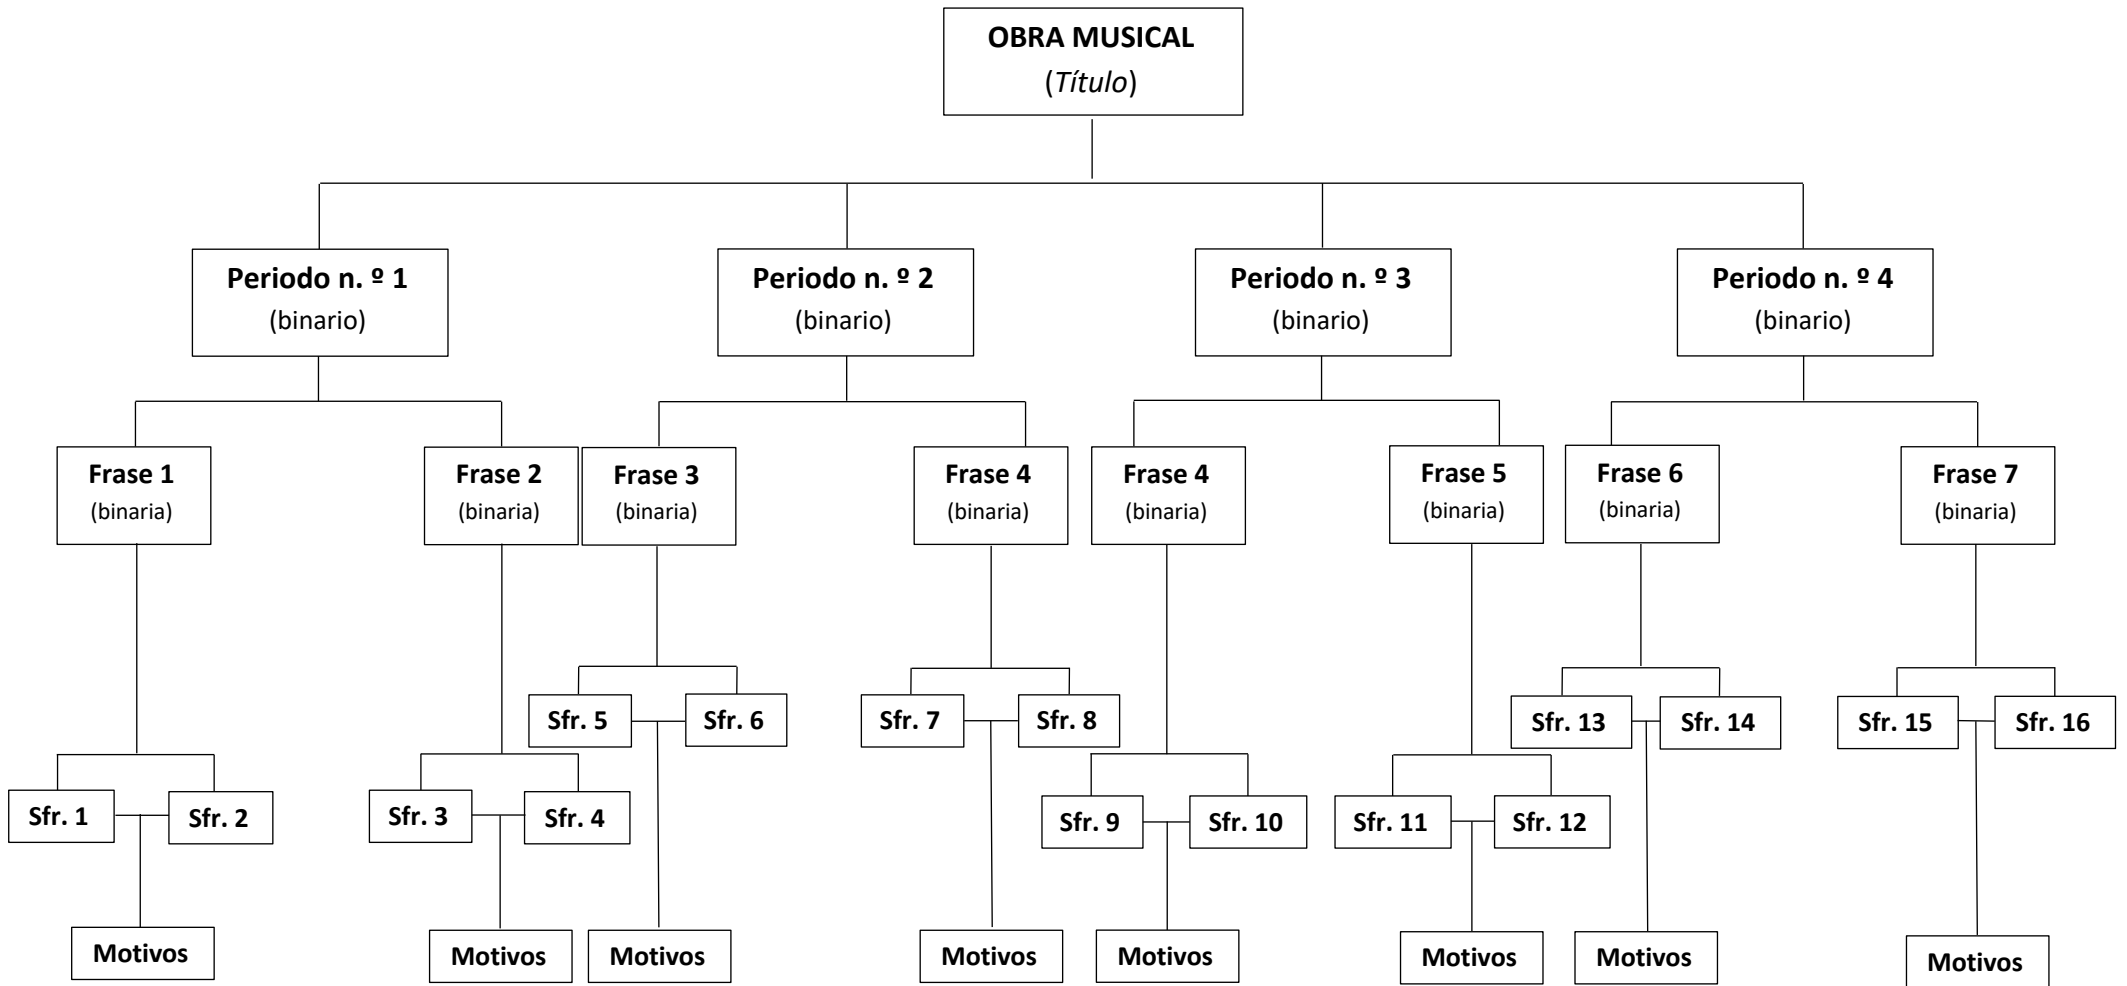 OBRA MUSICAL
(Título)
Periodo n. º 1
(binario)
Periodo n. º 2
(binario)
Periodo n. º 3
(binario)
Periodo n. º 4
(binario)
Frase 1
(binaria)
Frase 2
(binaria)
Frase 3
(binaria)
Frase 4
(binaria)
Frase 4
(binaria)
Frase 5
(binaria)
Frase 6
(binaria)
Frase 7
(binaria)
Sfr. 1
Sfr. 2
Sfr. 3
Sfr. 4
Sfr. 5
Sfr. 6
Sfr. 7
Sfr. 8
Sfr. 9
Sfr. 10
Sfr. 11
Sfr. 12
Sfr. 13
Sfr. 14
Sfr. 15
Sfr. 16
Motivos
Motivos
Motivos
Motivos
Motivos
Motivos
Motivos
Motivos